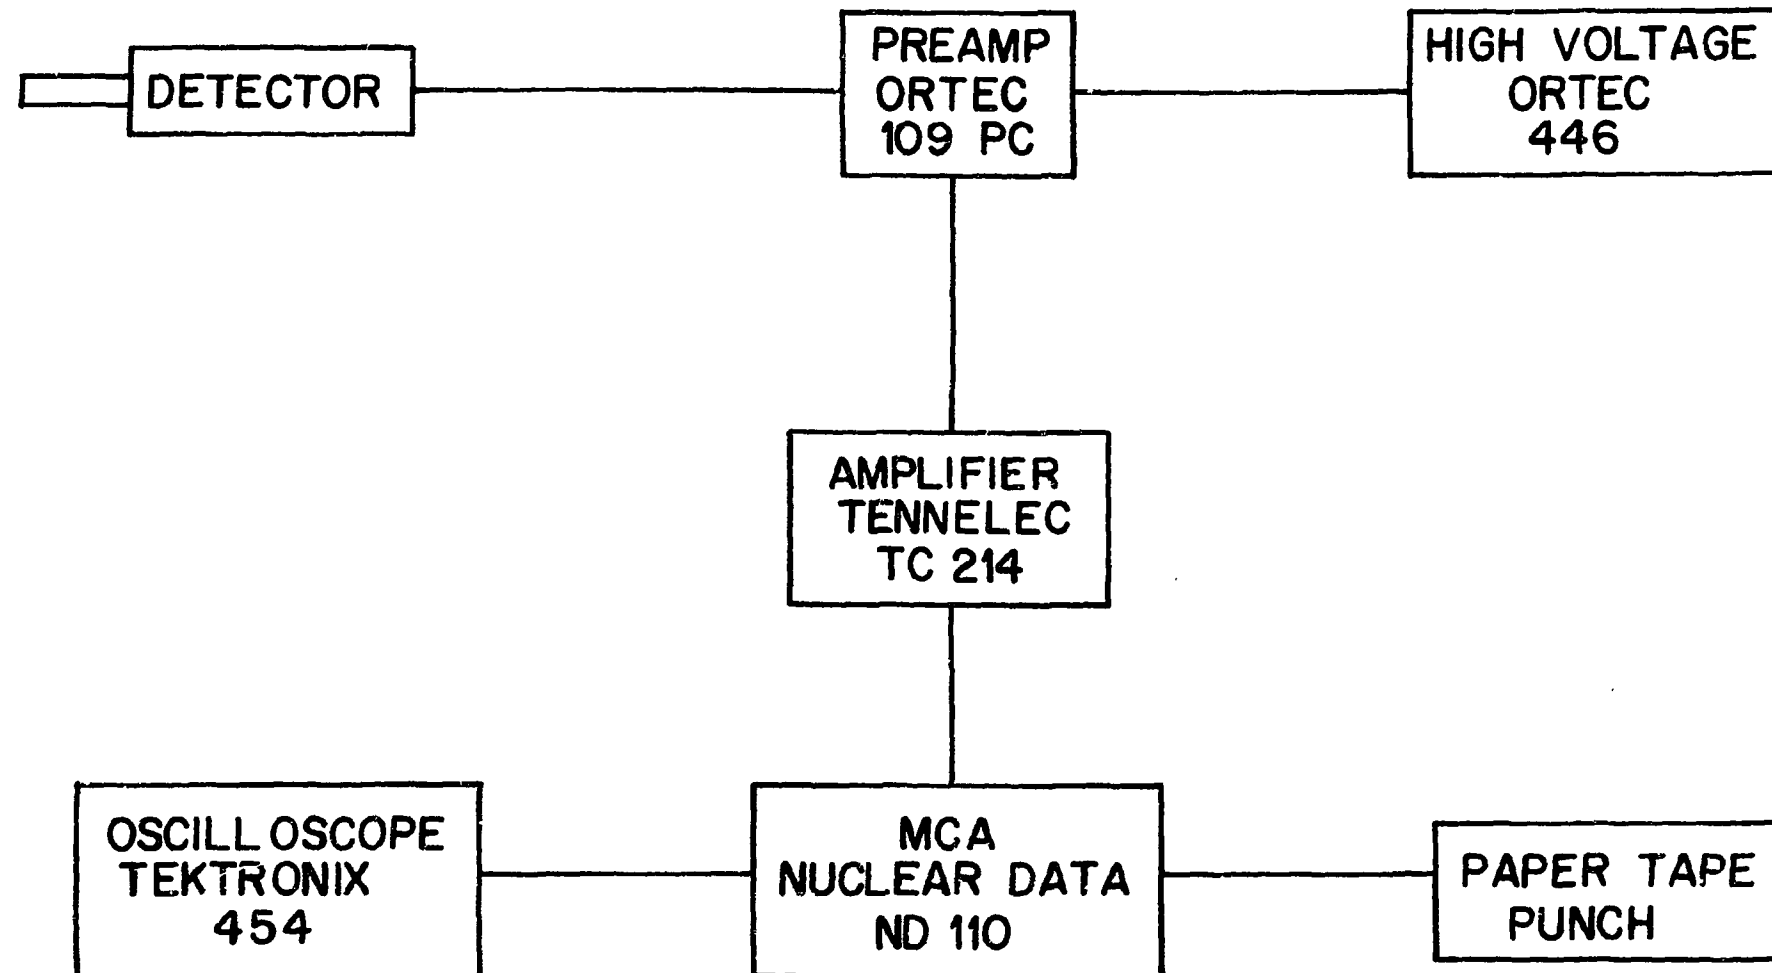 DETECTOR
PREAMP
ORTEC
109 PC
HIGH VOLTAGE
ORTEC
446
AMPLIFIER
TENNELEC
TC 214
OSCILLOSCOPE
TEKTRONIX
454
MCA
NUCLEAR DATA
ND 110
PAPER TAPE
PUNCH